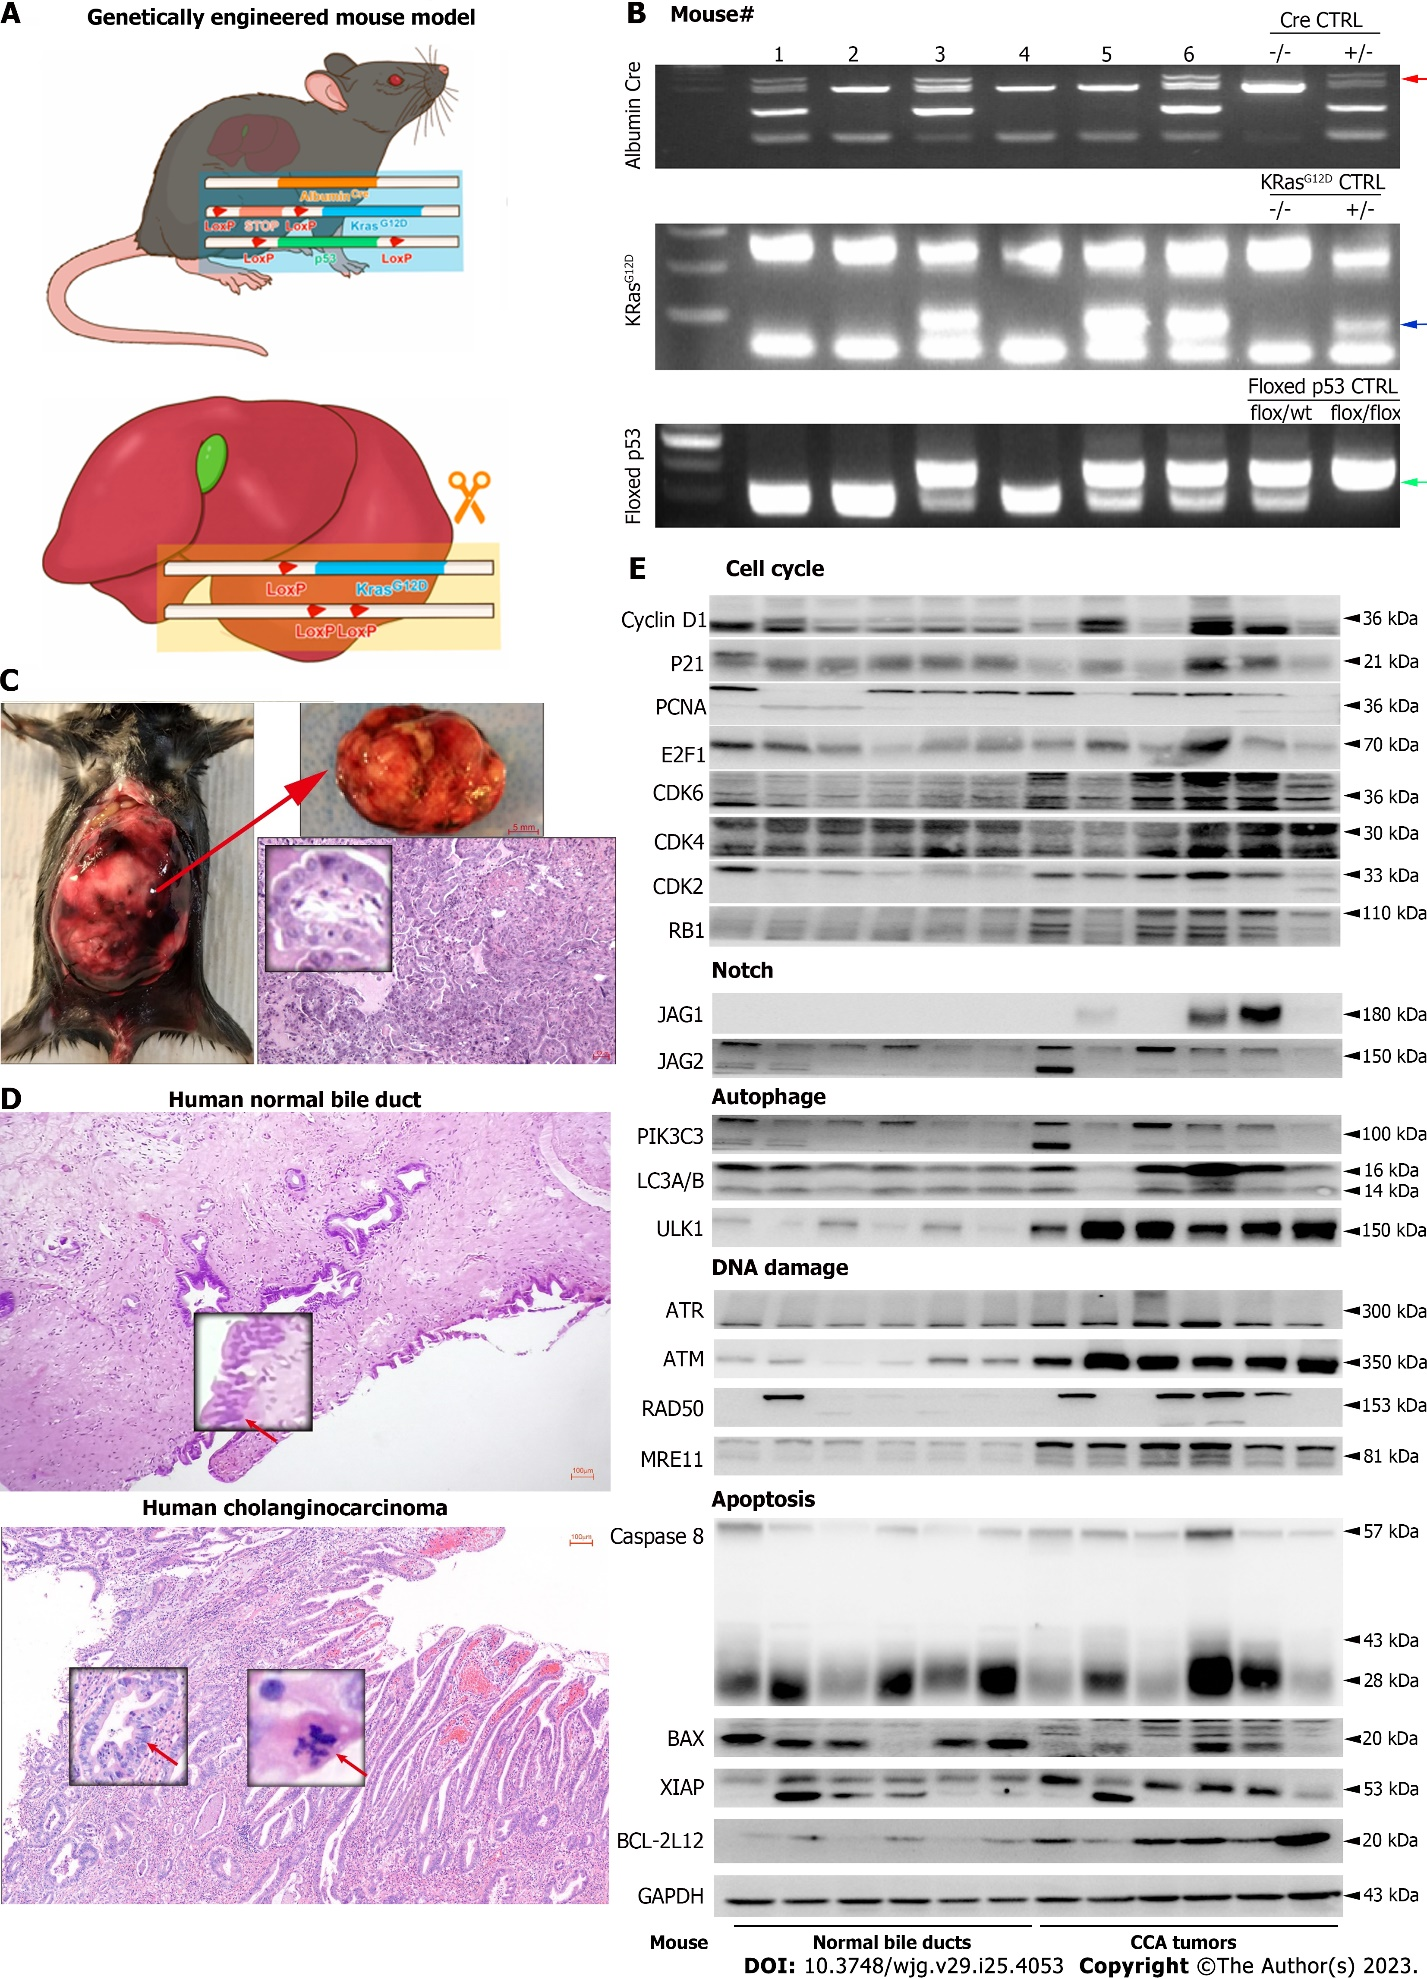 A
Genetically engineered mouse model
Albumin Cre
LoxP STOP LoxP Kras G12D
LoxP p53 LoxP
LoxP Kras G12D
LoxP LoxP
B
Mouse#
Cre CTRL
1 2 3 4 5 6 -/- +/-
Albumin Cre
KRas G12D CTRL
-/- +/-
KRas G12D
Floxed p53 CTRL
flox/wt flox/flox
Floxed p53
C
5 mm
D
Human normal bile duct
100μm
Human cholanginocarcinoma
100μm
E
Cell cycle
Cyclin D1 36 kDa
P21 21 kDa
PCNA 36 kDa
E2F1 70 kDa
CDK6 36 kDa
CDK4 30 kDa
CDK2 33 kDa
RB1 110 kDa
Notch
JAG1 180 kDa
JAG2 150 kDa
Autophage
PIK3C3 100 kDa
LC3A/B 16 kDa
14 kDa
ULK1 150 kDa
DNA damage
ATR 300 kDa
ATM 350 kDa
RAD50 153 kDa
MRE11 81 kDa
Apoptosis
Caspase 8 57 kDa
43 kDa
28 kDa
BAX 20 kDa
XIAP 53 kDa
BCL-2L12 20 kDa
GAPDH 43 kDa
Mouse Normal bile ducts CCA tumors
DOI: 10.3748/wjg.v29.i25.4053 Copyright ©The Author(s) 2023.